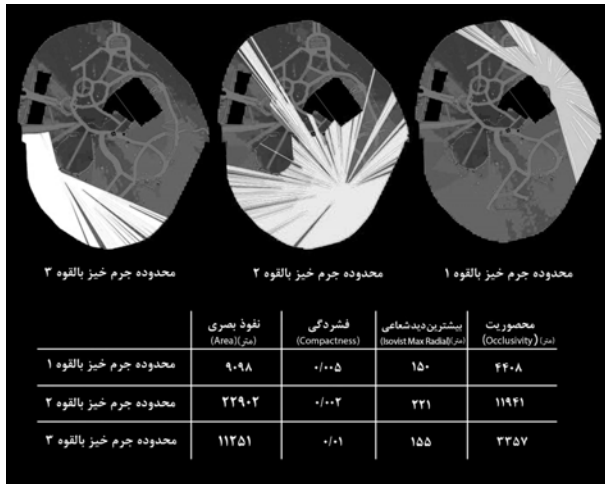 محدوده جرم خیز بالقوه ۱
محدوده جرم خیز بالقوه ۲
محدوده جرم خیز بالقوه ۳
محصوریت بیشترین دید شعاعی فشردگی نفوذ بصری
(متر) (Occlusivity) (متر)(Isovist Max Radial) (Compactness) (متر)(Area)
محدوده جرم خیز بالقوه ۱ ۹۰۹۸ ۰/۰۰۵ ۱۵۰ ۴۴۰۸
محدوده جرم خیز بالقوه ۲ ۲۲۹۰۲ ۰/۰۰۲ ۲۲۱ ۱۱۹۴۱
محدوده جرم خیز بالقوه ۳ ۱۱۲۵۱ ۰/۰۱ ۱۵۵ ۳۳۵۷